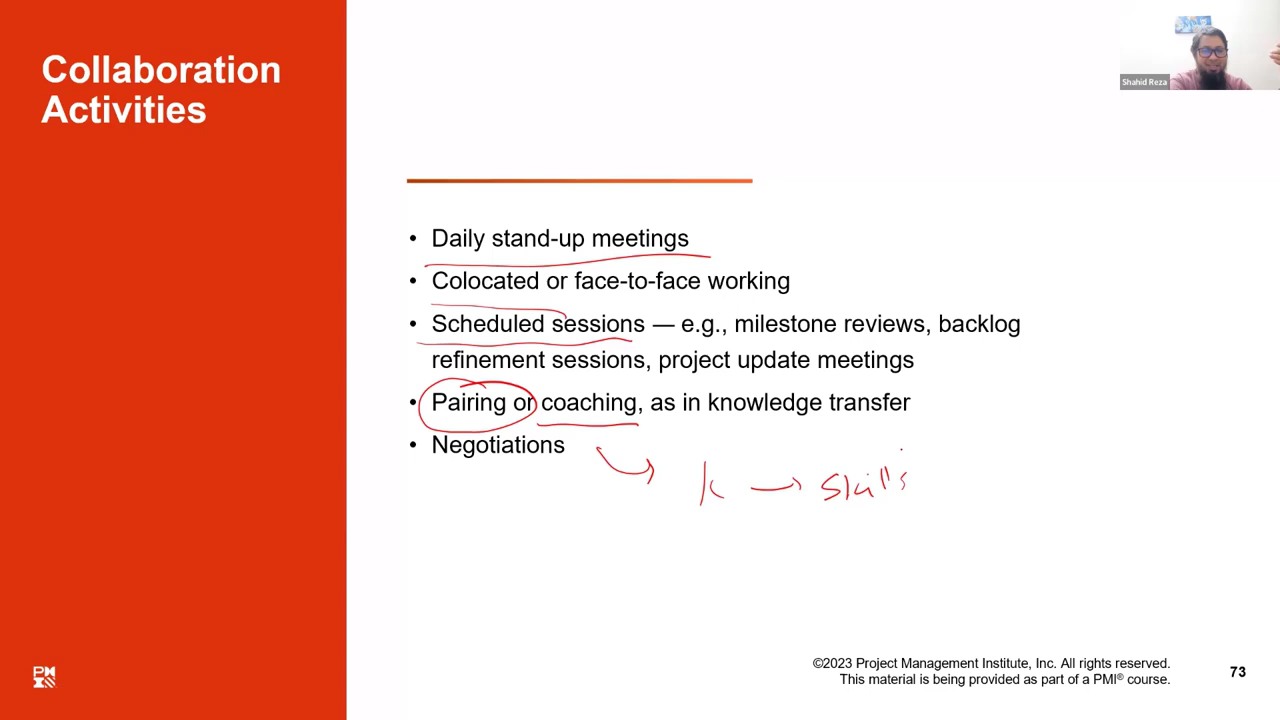 Collaboration
Activities
Shahid Reza
• Daily stand-up meetings
• Colocated or face-to-face working
• Scheduled sessions — e.g., milestone reviews, backlog
refinement sessions, project update meetings
• Pairing or coaching, as in knowledge transfer
• Negotiations
k → skills
©2023 Project Management Institute, Inc. All rights reserved.
This material is being provided as part of a PMI® course.
73